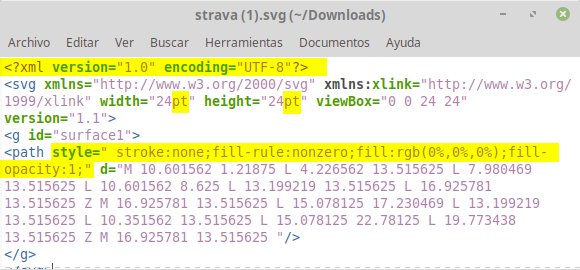 strava (1).svg (~/Downloads)
Archivo Editar Ver Buscar Herramientas Documentos Ayuda
<?xml version="1.0" encoding="UTF-8"?>
<svg xmlns="http://www.w3.org/2000/svg" xmlns:xlink="http://www.w3.org/
1999/xlink" width="24pt" height="24pt" viewBox="0 0 24 24"
version="1.1">
<g id="surface1">
<path style=" stroke:none;fill-rule:nonzero;fill:rgb(0%,0%,0%);fill-
opacity:1;" d="M 10.601562 1.21875 L 4.226562 13.515625 L 7.980469
13.515625 L 10.601562 8.625 L 13.199219 13.515625 L 16.925781
13.515625 Z M 16.925781 13.515625 L 15.078125 17.230469 L 13.199219
13.515625 L 10.351562 13.515625 L 15.078125 22.78125 L 19.773438
13.515625 Z M 16.925781 13.515625 "/>
</g>